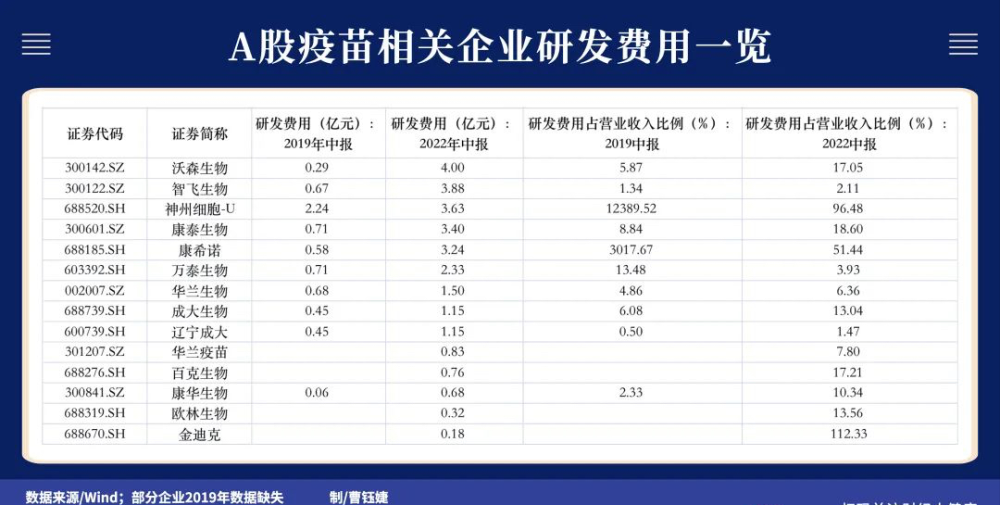 A股疫苗相关企业研发费用一览
证券代码 证券简称 研发费用（亿元）：2019年中报 研发费用（亿元）：2022年中报 研发费用占营业收入比例（%）：2019中报 研发费用占营业收入比例（%）：2022中报
300142.SZ 沃森生物 0.29 4.00 5.87 17.05
300122.SZ 智飞生物 0.67 3.88 1.34 2.11
688520.SH 神州细胞-U 2.24 3.63 12389.52 96.48
300601.SZ 康泰生物 0.71 3.40 8.84 18.60
688185.SH 康希诺 0.58 3.24 3017.67 51.44
603392.SH 万泰生物 0.71 2.33 13.48 3.93
002007.SZ 华兰生物 0.68 1.50 4.86 6.36
688739.SH 成大生物 0.45 1.15 6.08 13.04
600739.SH 辽宁成大 0.45 1.15 0.50 1.47
301207.SZ 华兰疫苗 0.83 7.80
688276.SH 百克生物 0.76 17.21
300841.SZ 康华生物 0.06 0.68 2.33 10.34
688319.SH 欧林生物 0.32 13.56
688670.SH 金迪克 0.18 112.33
数据来源/Wind；部分企业2019年数据缺失 制/曹钰婕